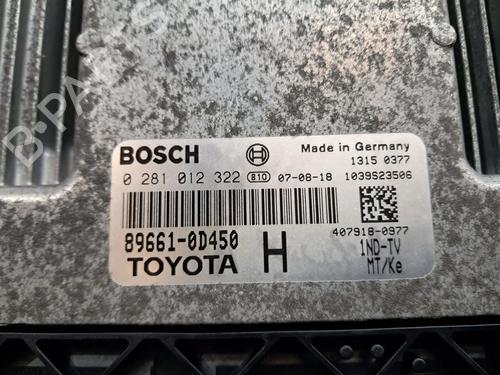 BOSCH
Made in Germany
1315 0377
0 281 012 322 810 07-08-18 1039S23506
89661-0D450
407918-0977
TOYOTA H
1ND-TV
MT/Ke
B-PARTS